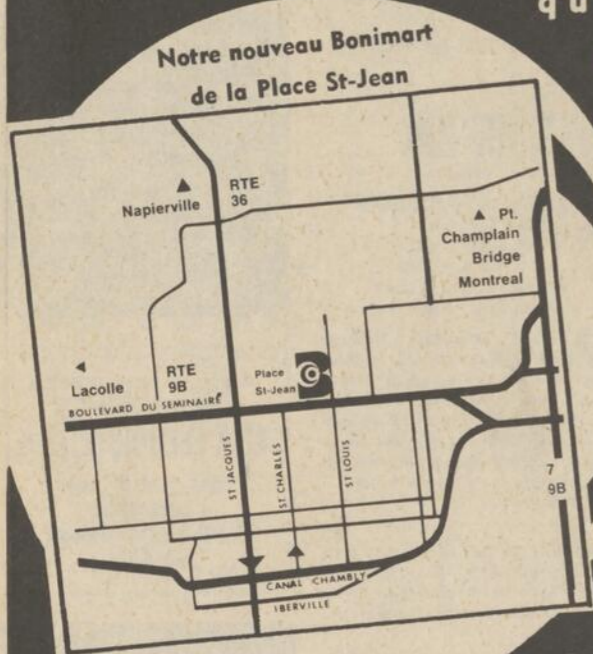 qu
Notre nouveau Bonimart
de la Place St-Jean
RTE
36
Napierville
Pt.
Champlain
Bridge
Montreal
Lacolle
RTE
9B
Place
St-Jean
BOULEVARD DU SEMINAIRE
ST JACQUES
ST CHARLES
ST LOUIS
7
9B
CANAL CHAMBLY
IBERVILLE